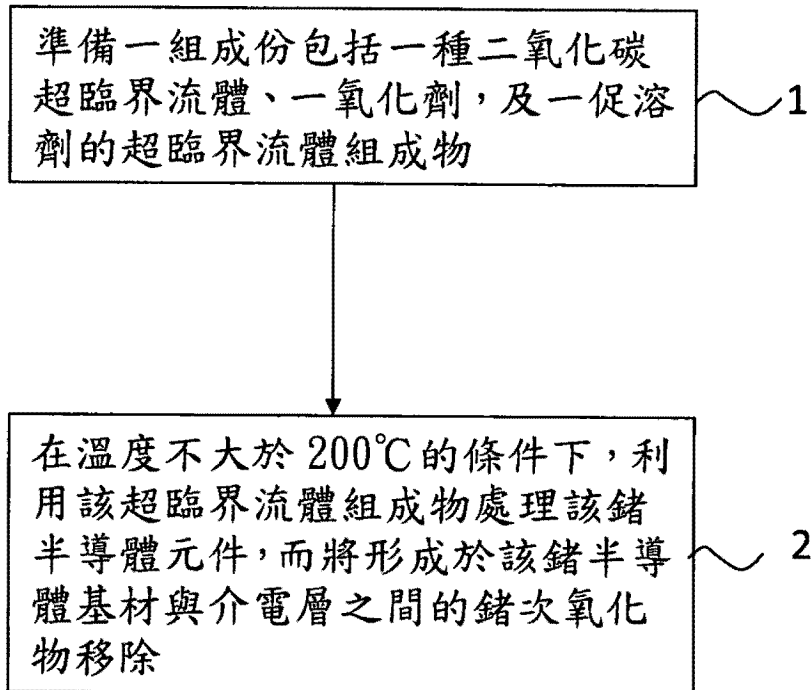 準備一組成份包括一種二氧化碳
超臨界流體、一氧化劑，及一促溶
劑的超臨界流體組成物
1
在溫度不大於200℃的條件下，利
用該超臨界流體組成物處理該鍺
半導體元件，而將形成於該鍺半導
體基材與介電層之間的鍺次氧化
物移除
2